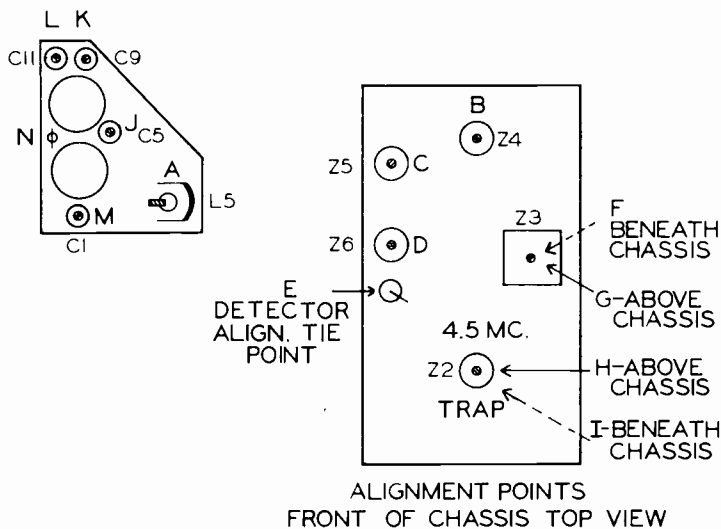 L K
C11 C9
N ϕ J
C5
A
L5
M
C1
B
Z4
Z5 C
Z6 D
E
DETECTOR
ALIGN. TIE
POINT
Z3
F
BENEATH
CHASSIS
G-ABOVE
CHASSIS
4.5 MC.
Z2
TRAP
H-ABOVE
CHASSIS
I-BENEATH
CHASSIS
ALIGNMENT POINTS
FRONT OF CHASSIS TOP VIEW